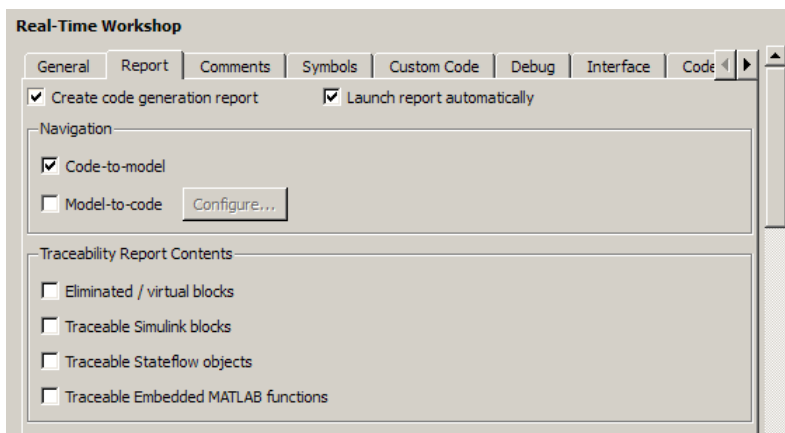 Real-Time Workshop
General Report Comments Symbols Custom Code Debug Interface Code
Create code generation report Launch report automatically
Navigation
Code-to-model
Model-to-code Configure...
Traceability Report Contents
Eliminated / virtual blocks
Traceable Simulink blocks
Traceable Stateflow objects
Traceable Embedded MATLAB functions